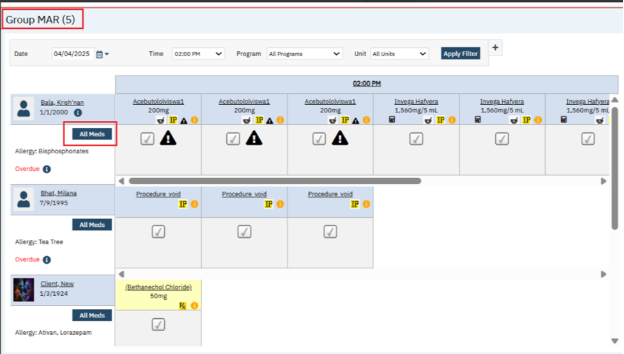 Group MAR (5)
Date 04/04/2025 Time 02:00 PM Program All Programs Unit All Units Apply Filter +
02:00 PM
Bala, Krsh'nan
1/1/2000
All Meds
Allergy: Bisphosphonates
Overdue
Acebutololviswa1
200mg
IP
Acebutololviswa1
200mg
IP
Acebutololviswa1
200mg
IP
Invega Hafyera
1,560mg/5 mL
IP
Invega Hafyera
1,560mg/5 mL
IP
Invega Hafyera
1,560mg/5 mL
Bhat, Milana
7/9/1995
All Meds
Allergy: Tea Tree
Overdue
Procedure void
IP
Procedure void
IP
Procedure void
IP
Client, New
1/3/1924
All Meds
Allergy: Ativan, Lorazepam
(Bethanechol Chloride)
50mg